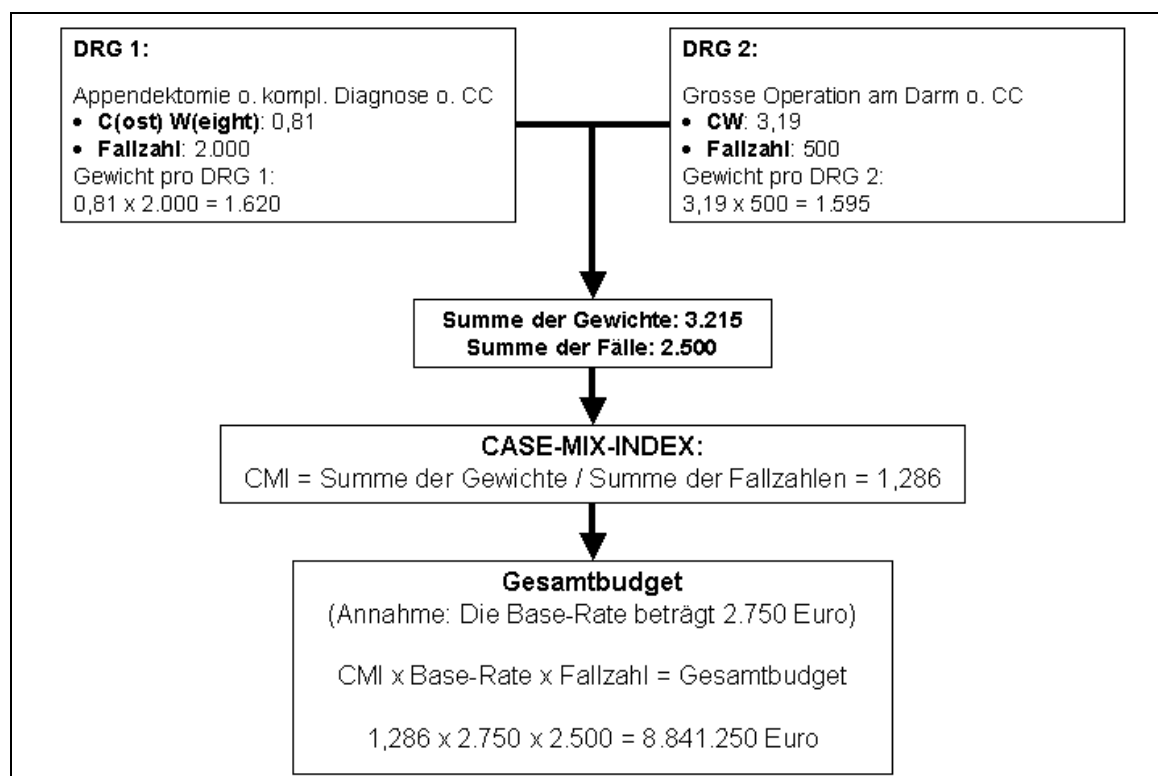 DRG 1:
Appendektomie o. kompl. Diagnose o. CC
• C(ost) W(eight): 0,81
• Fallzahl: 2.000
Gewicht pro DRG 1:
0,81 x 2.000 = 1.620
DRG 2:
Grosse Operation am Darm o. CC
• CW: 3,19
• Fallzahl: 500
Gewicht pro DRG 2:
3,19 x 500 = 1.595
Summe der Gewichte: 3.215
Summe der Fälle: 2.500
CASE-MIX-INDEX:
CMI = Summe der Gewichte / Summe der Fallzahlen = 1,286
Gesamtbudget
(Annahme: Die Base-Rate beträgt 2.750 Euro)
CMI x Base-Rate x Fallzahl = Gesamtbudget
1,286 x 2.750 x 2.500 = 8.841.250 Euro